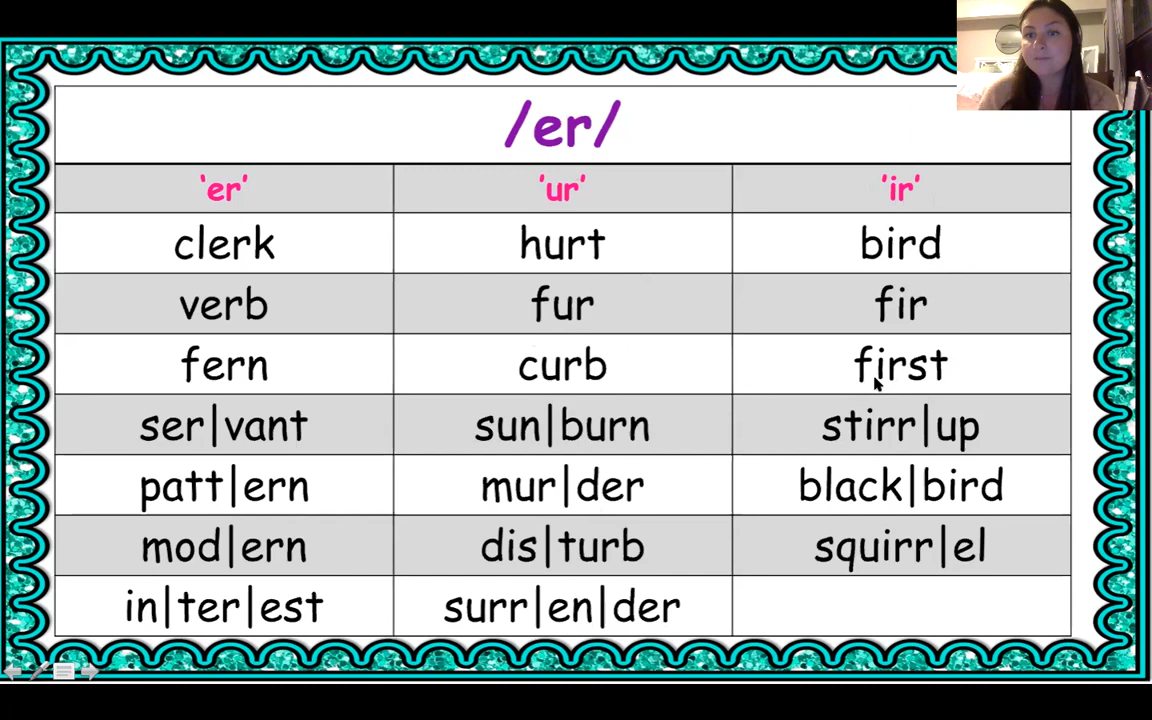 /er/
‘er’ ’ur’ ’ir’
clerk hurt bird
verb fur fir
fern curb first
ser|vant sun|burn stirr|up
patt|ern mur|der black|bird
mod|ern dis|turb squirr|el
in|ter|est surr|en|der